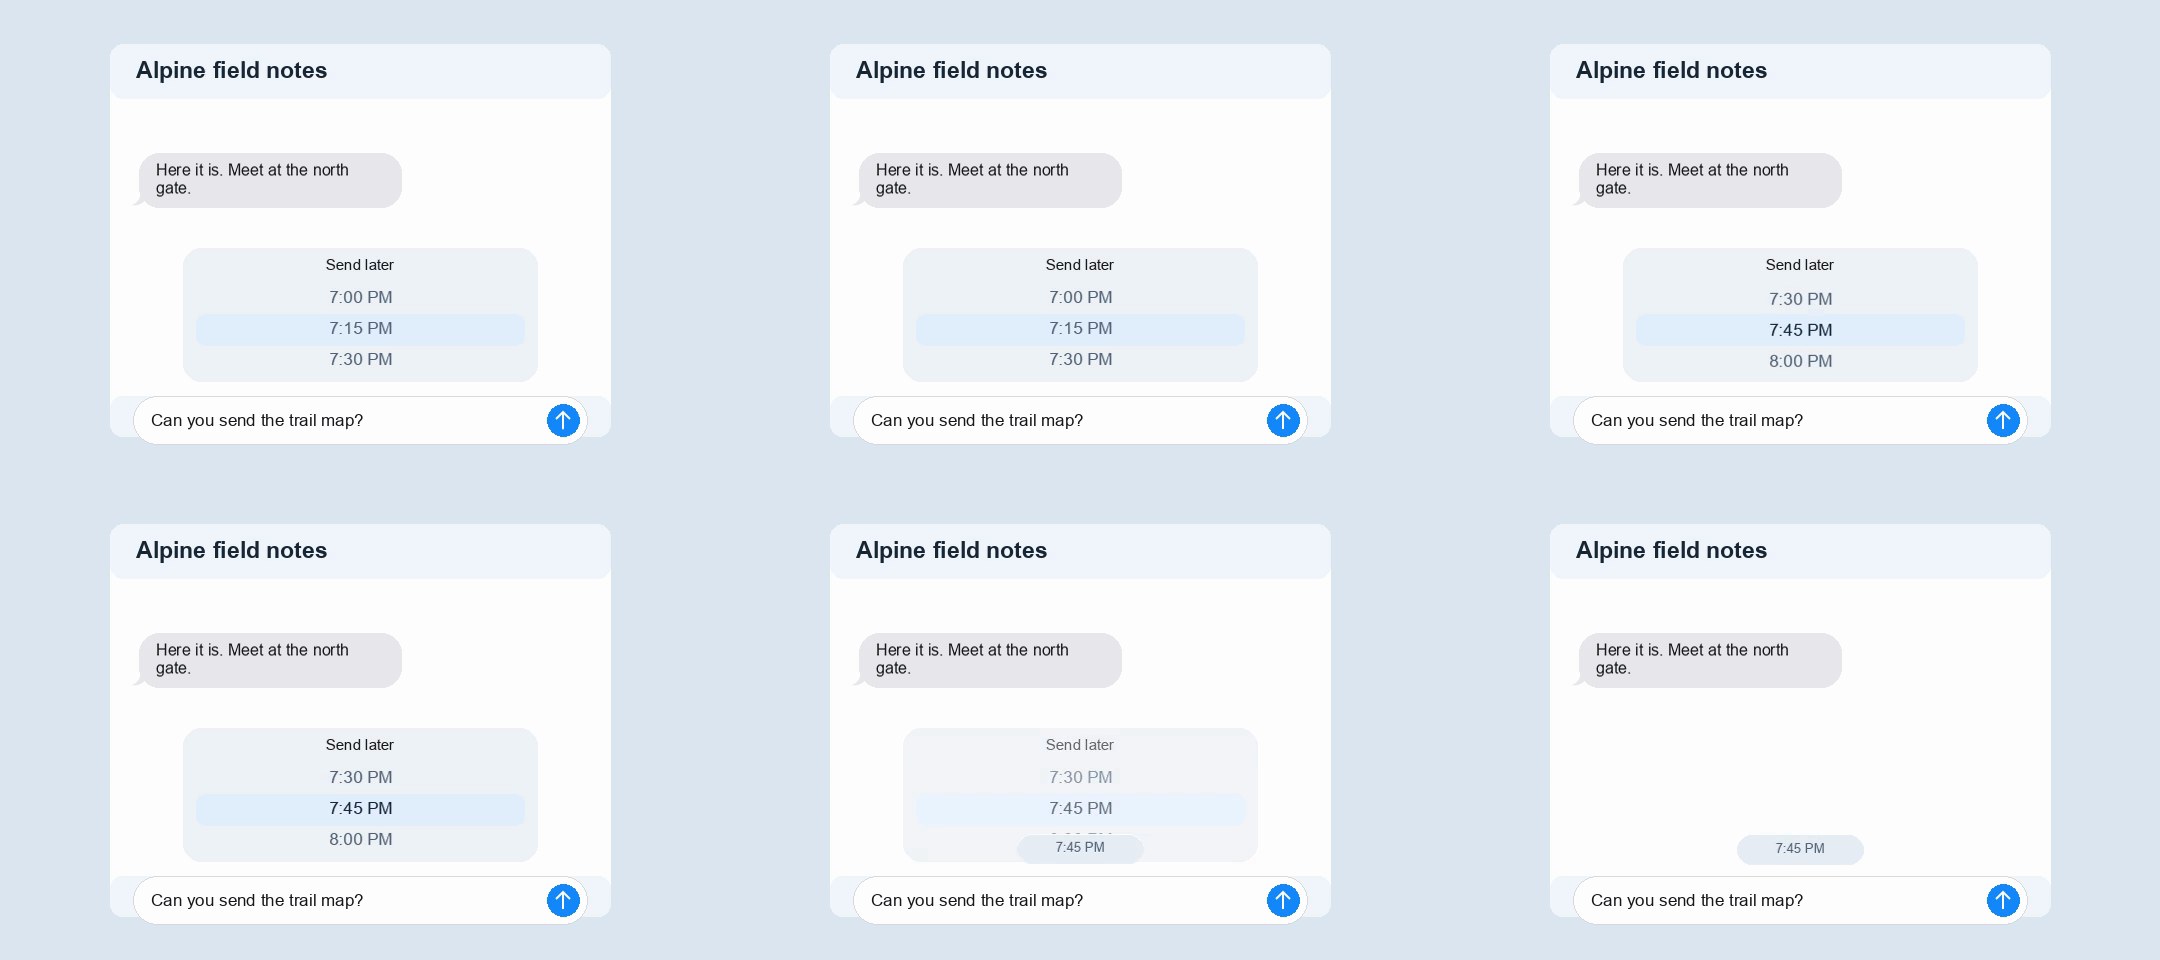 Alpine field notes
Here it is. Meet at the north
gate.
Send later
7:00 PM
7:15 PM
7:30 PM
Can you send the trail map?
Alpine field notes
Here it is. Meet at the north
gate.
Send later
7:00 PM
7:15 PM
7:30 PM
Can you send the trail map?
Alpine field notes
Here it is. Meet at the north
gate.
Send later
7:30 PM
7:45 PM
8:00 PM
Can you send the trail map?
Alpine field notes
Here it is. Meet at the north
gate.
Send later
7:30 PM
7:45 PM
8:00 PM
Can you send the trail map?
Alpine field notes
Here it is. Meet at the north
gate.
Send later
7:30 PM
7:45 PM
7:45 PM
Can you send the trail map?
Alpine field notes
Here it is. Meet at the north
gate.
7:45 PM
Can you send the trail map?